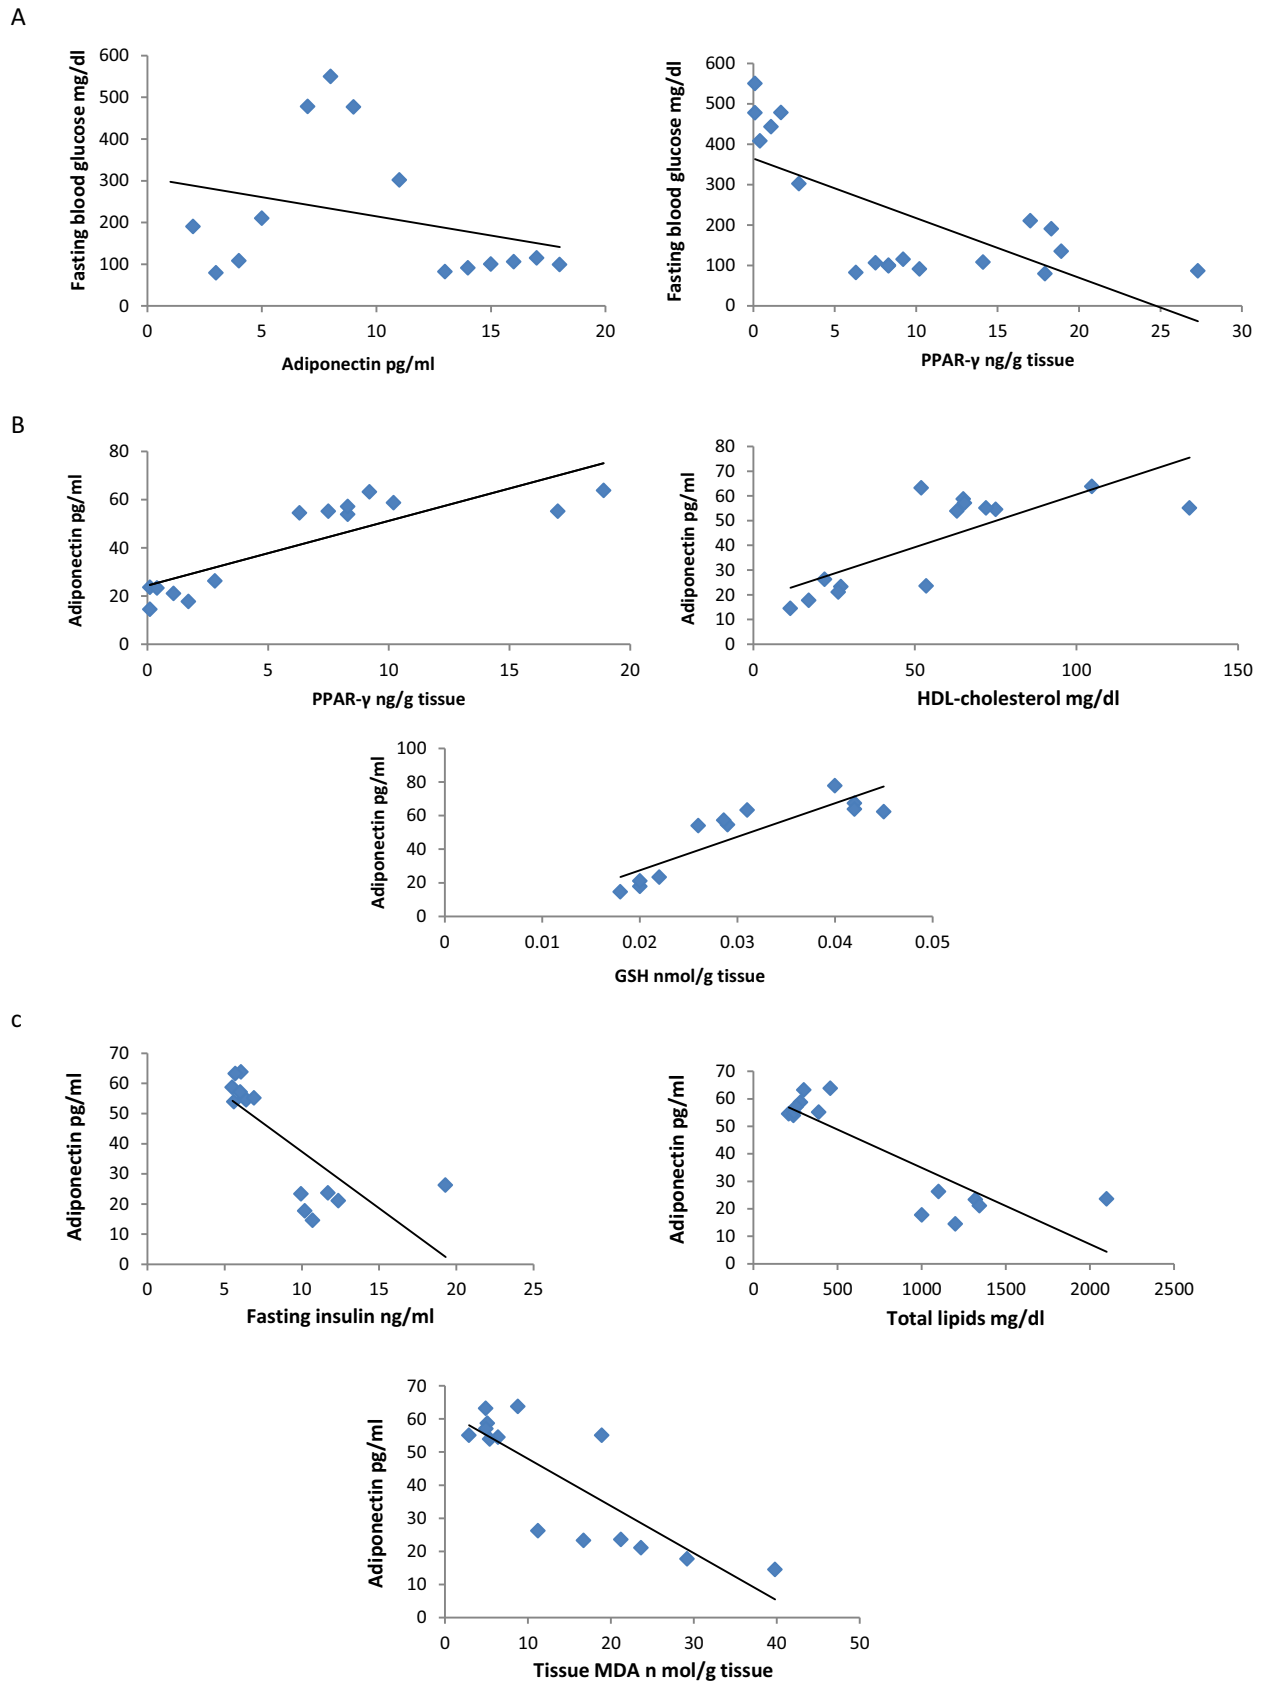 A
Fasting blood glucose mg/dl
600
500
400
300
200
100
0
0 5 10 15 20
Adiponectin pg/ml
Fasting blood glucose mg/dl
600
500
400
300
200
100
0
0 5 10 15 20 25 30
PPAR-γ ng/g tissue
B
Adiponectin pg/ml
80
60
40
20
0
0 5 10 15 20
PPAR-γ ng/g tissue
Adiponectin pg/ml
80
70
60
50
40
30
20
10
0
0 50 100 150
HDL-cholesterol mg/dl
Adiponectin pg/ml
100
80
60
40
20
0
0 0.01 0.02 0.03 0.04 0.05
GSH nmol/g tissue
c
Adiponectin pg/ml
70
60
50
40
30
20
10
0
0 5 10 15 20 25
Fasting insulin ng/ml
Adiponectin pg/ml
70
60
50
40
30
20
10
0
0 500 1000 1500 2000 2500
Total lipids mg/dl
Adiponectin pg/ml
70
60
50
40
30
20
10
0
0 10 20 30 40 50
Tissue MDA n mol/g tissue